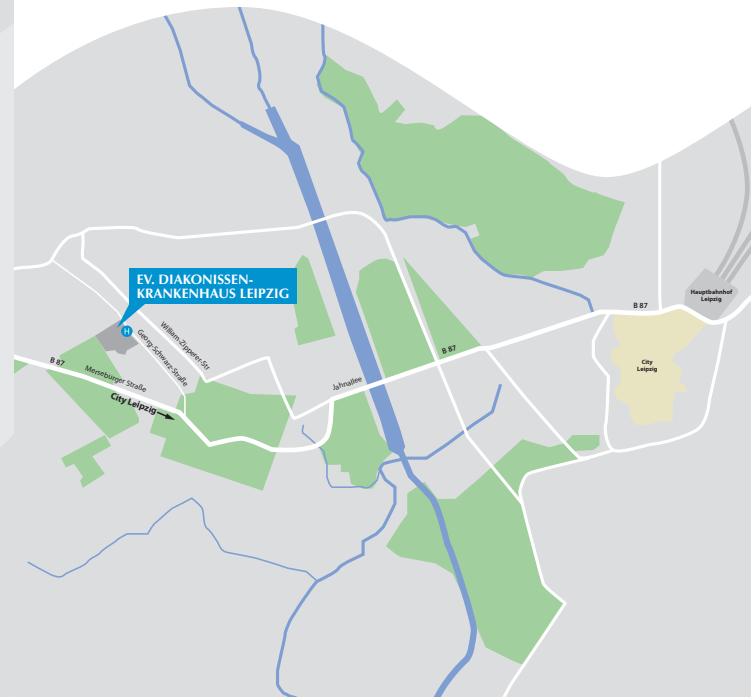 EV. DIAKONISSEN-
KRANKENHAUS LEIPZIG
H
William-Zipperer-Str
Georg-Schwarz-Straße
B 87
Merseburger Straße
City Leipzig
Jahnallee
B 87
B 87
Hauptbahnhof
Leipzig
City
Leipzig